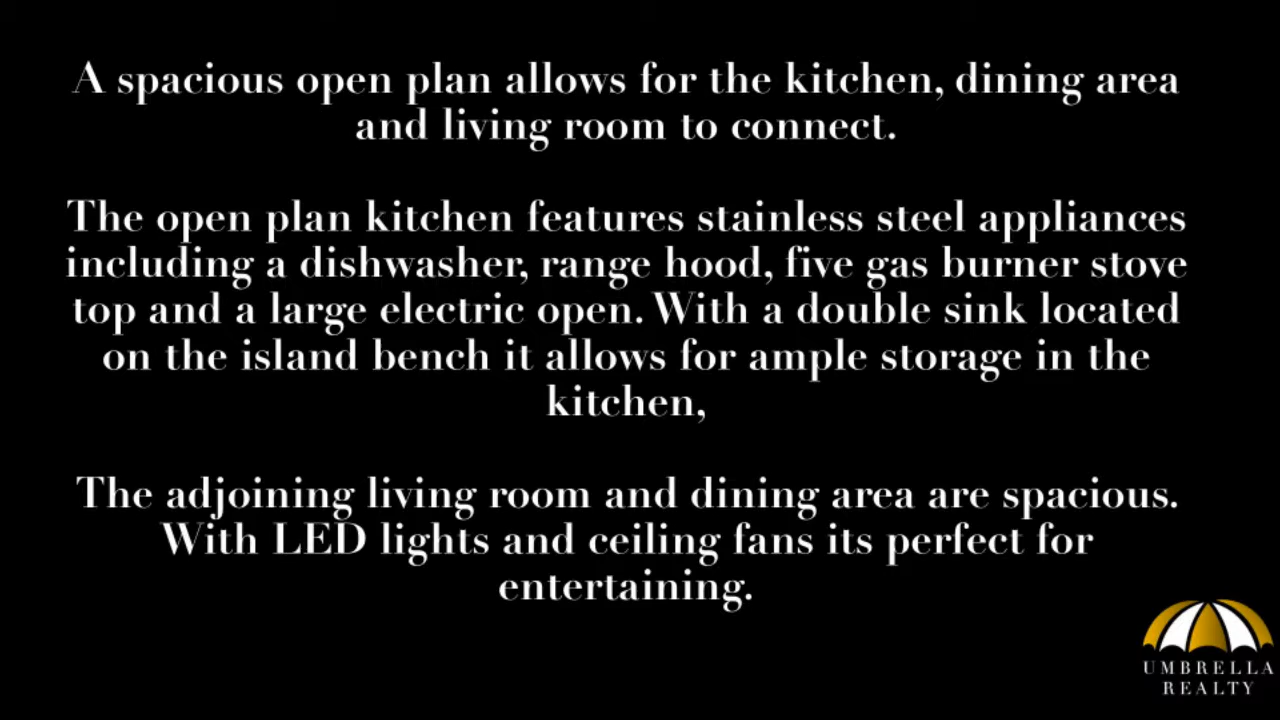 A spacious open plan allows for the kitchen, dining area
and living room to connect.
The open plan kitchen features stainless steel appliances
including a dishwasher, range hood, five gas burner stove
top and a large electric open. With a double sink located
on the island bench it allows for ample storage in the
kitchen,
The adjoining living room and dining area are spacious.
With LED lights and ceiling fans its perfect for
entertaining.
UMBRELLA
REALTY